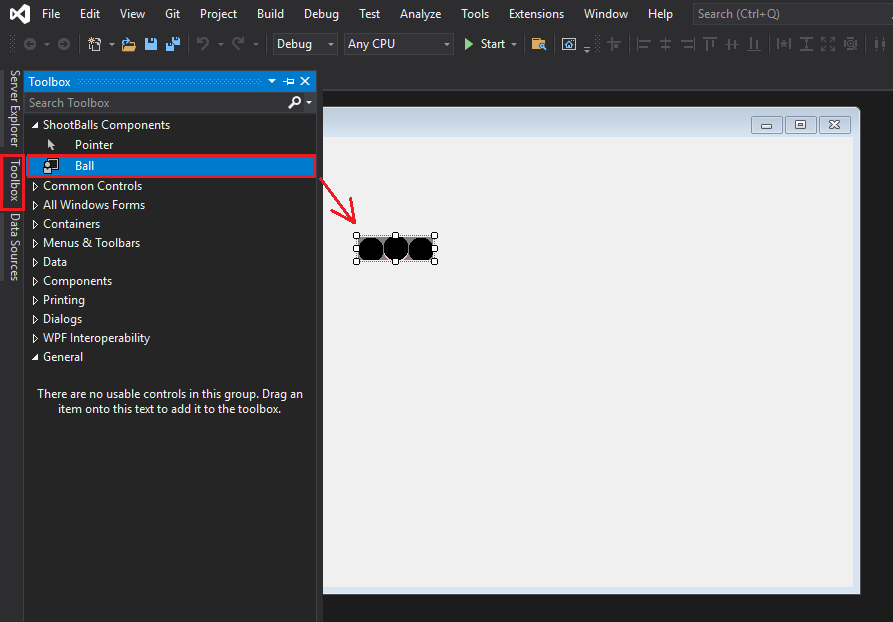 File Edit View Git Project Build Debug Test Analyze Tools Extensions Window Help Search (Ctrl+Q)
Debug Any CPU Start
Server Explorer
Toolbox
Data Sources
Toolbox
Search Toolbox
ShootBalls Components
Pointer
Ball
Common Controls
All Windows Forms
Containers
Menus & Toolbars
Data
Components
Printing
Dialogs
WPF Interoperability
General
There are no usable controls in this group. Drag an
item onto this text to add it to the toolbox.